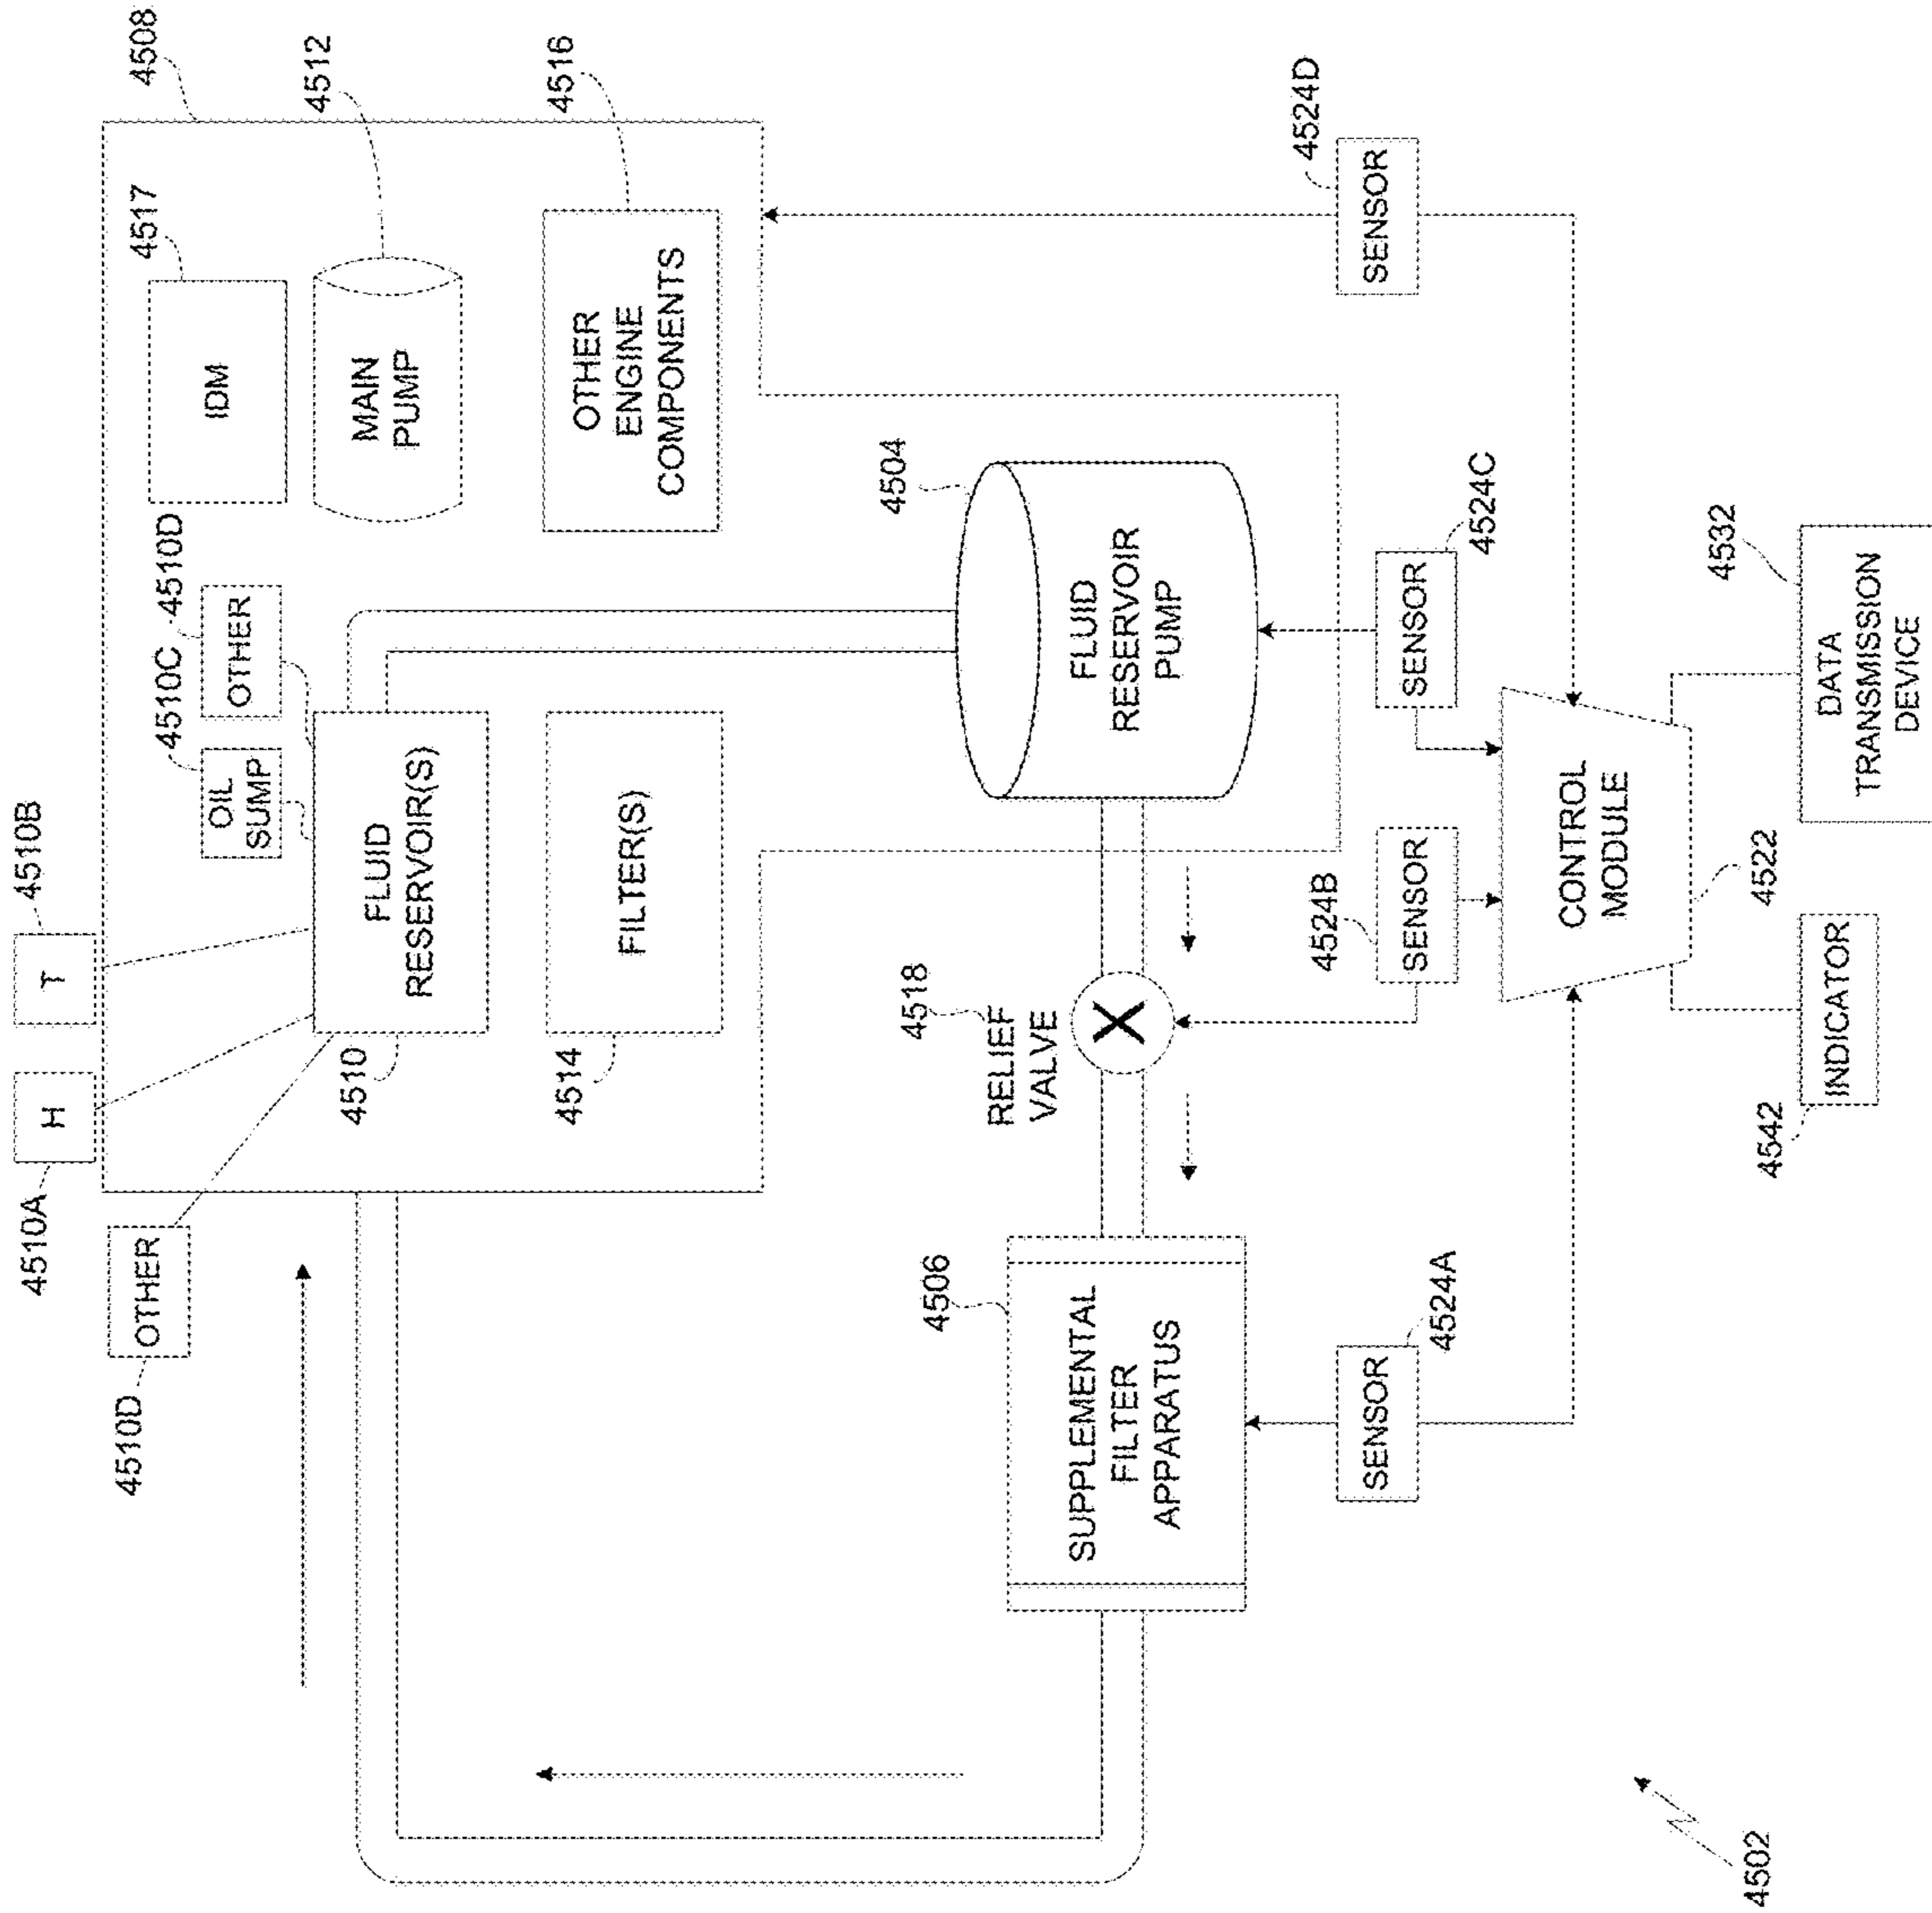 4510A
H
T
4510B
4510D
OTHER
4510C
4510D
OIL
SUMP
OTHER
4517
4508
IDM
4512
MAIN
PUMP
FLUID
RESERVOIR(S)
4510
FILTER(S)
4514
OTHER
ENGINE
COMPONENTS
4516
4506
SUPPLEMENTAL
FILTER
APPARATUS
4518
RELIEF
VALVE
4504
FLUID
RESERVOIR
PUMP
SENSOR
4524A
4524B
SENSOR
SENSOR
4524C
4524D
SENSOR
CONTROL
MODULE
4522
INDICATOR
4542
4532
DATA
TRANSMISSION
DEVICE
4502